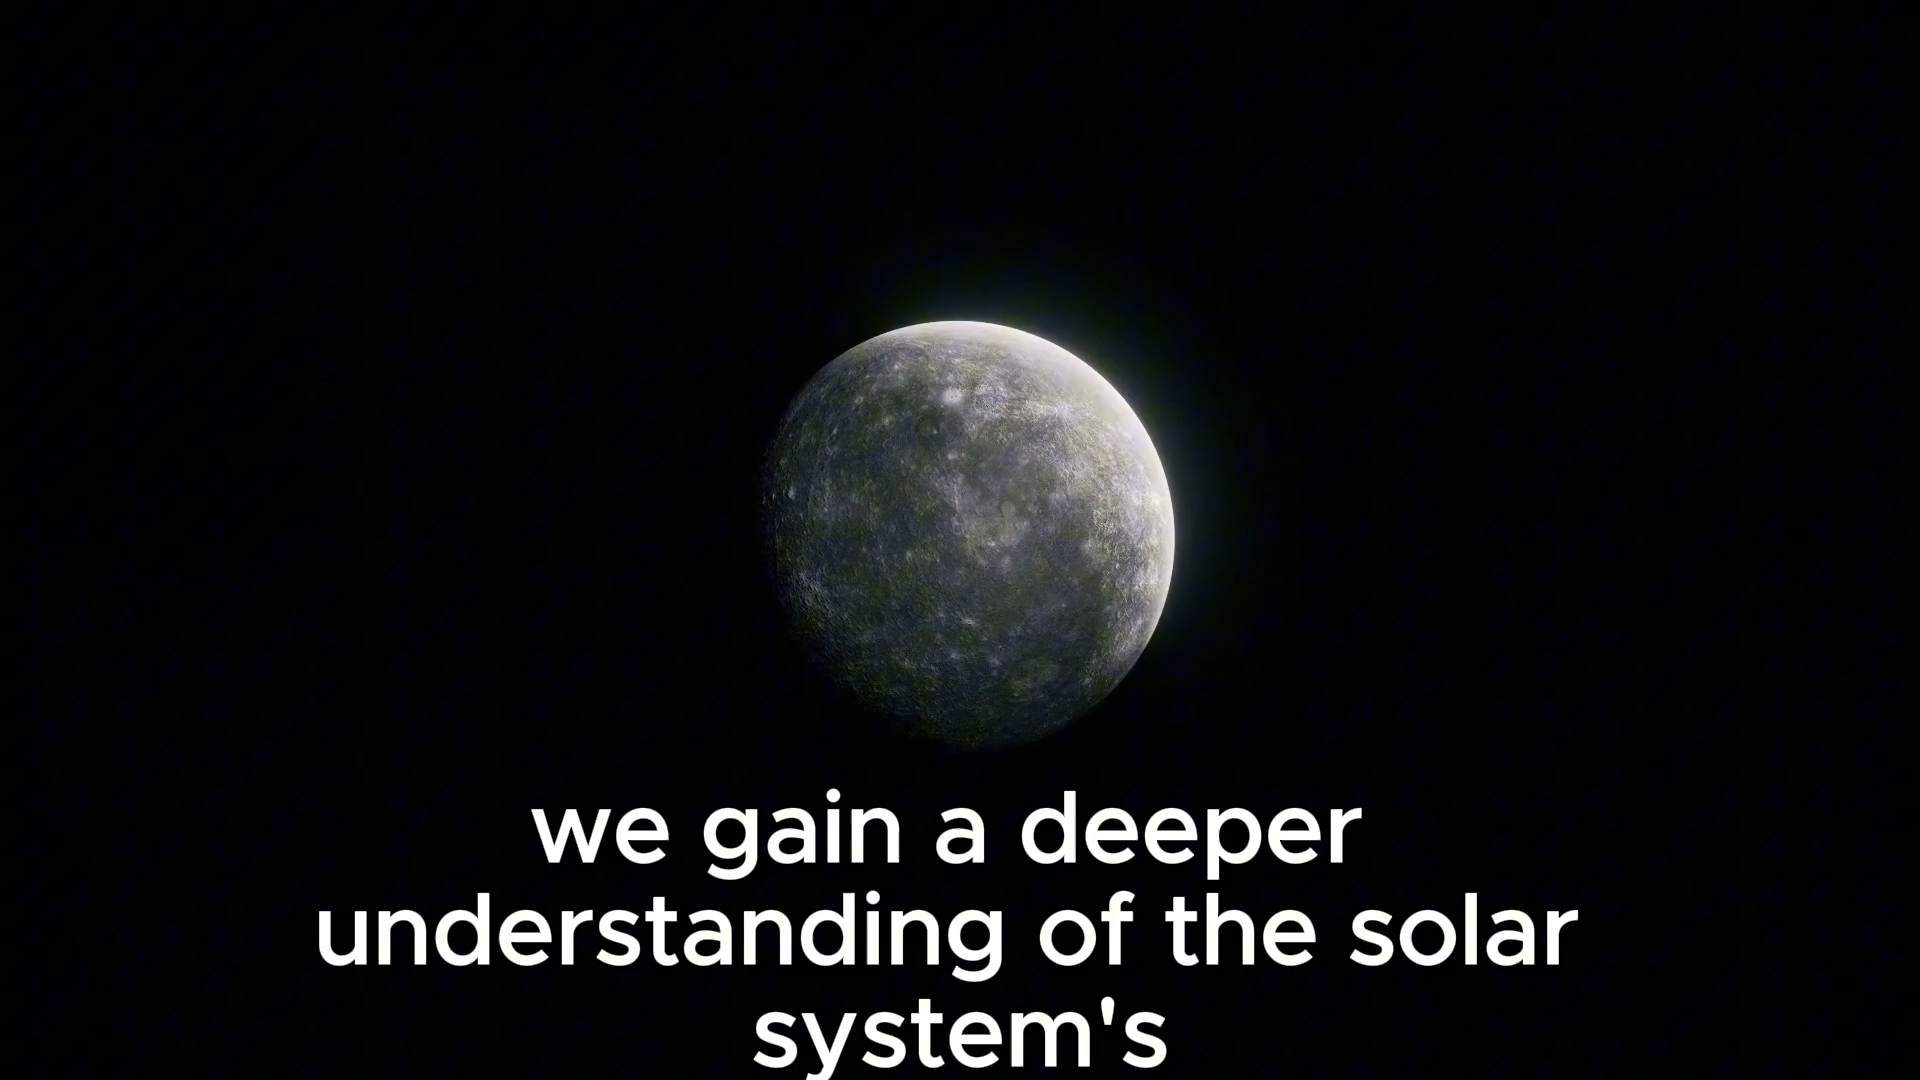 we gain a deeper
understanding of the solar
system's